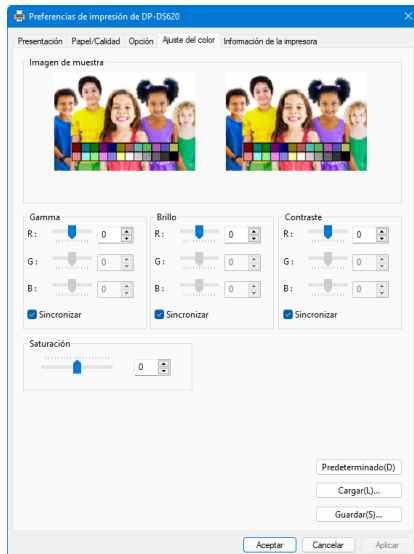 Preferencias de impresión de DP-DS620
Presentación Papel/Calidad Opción Ajuste del color Información de la impresora
Imagen de muestra
Gamma Brillo Contraste
R: 0 R: 0 R: 0
G: 0 G: 0 G: 0
B: 0 B: 0 B: 0
Sincronizar Sincronizar Sincronizar
Saturación
0
Predeterminado(D)
Cargar(L)...
Guardar(S)...
Aceptar Cancelar Aplicar